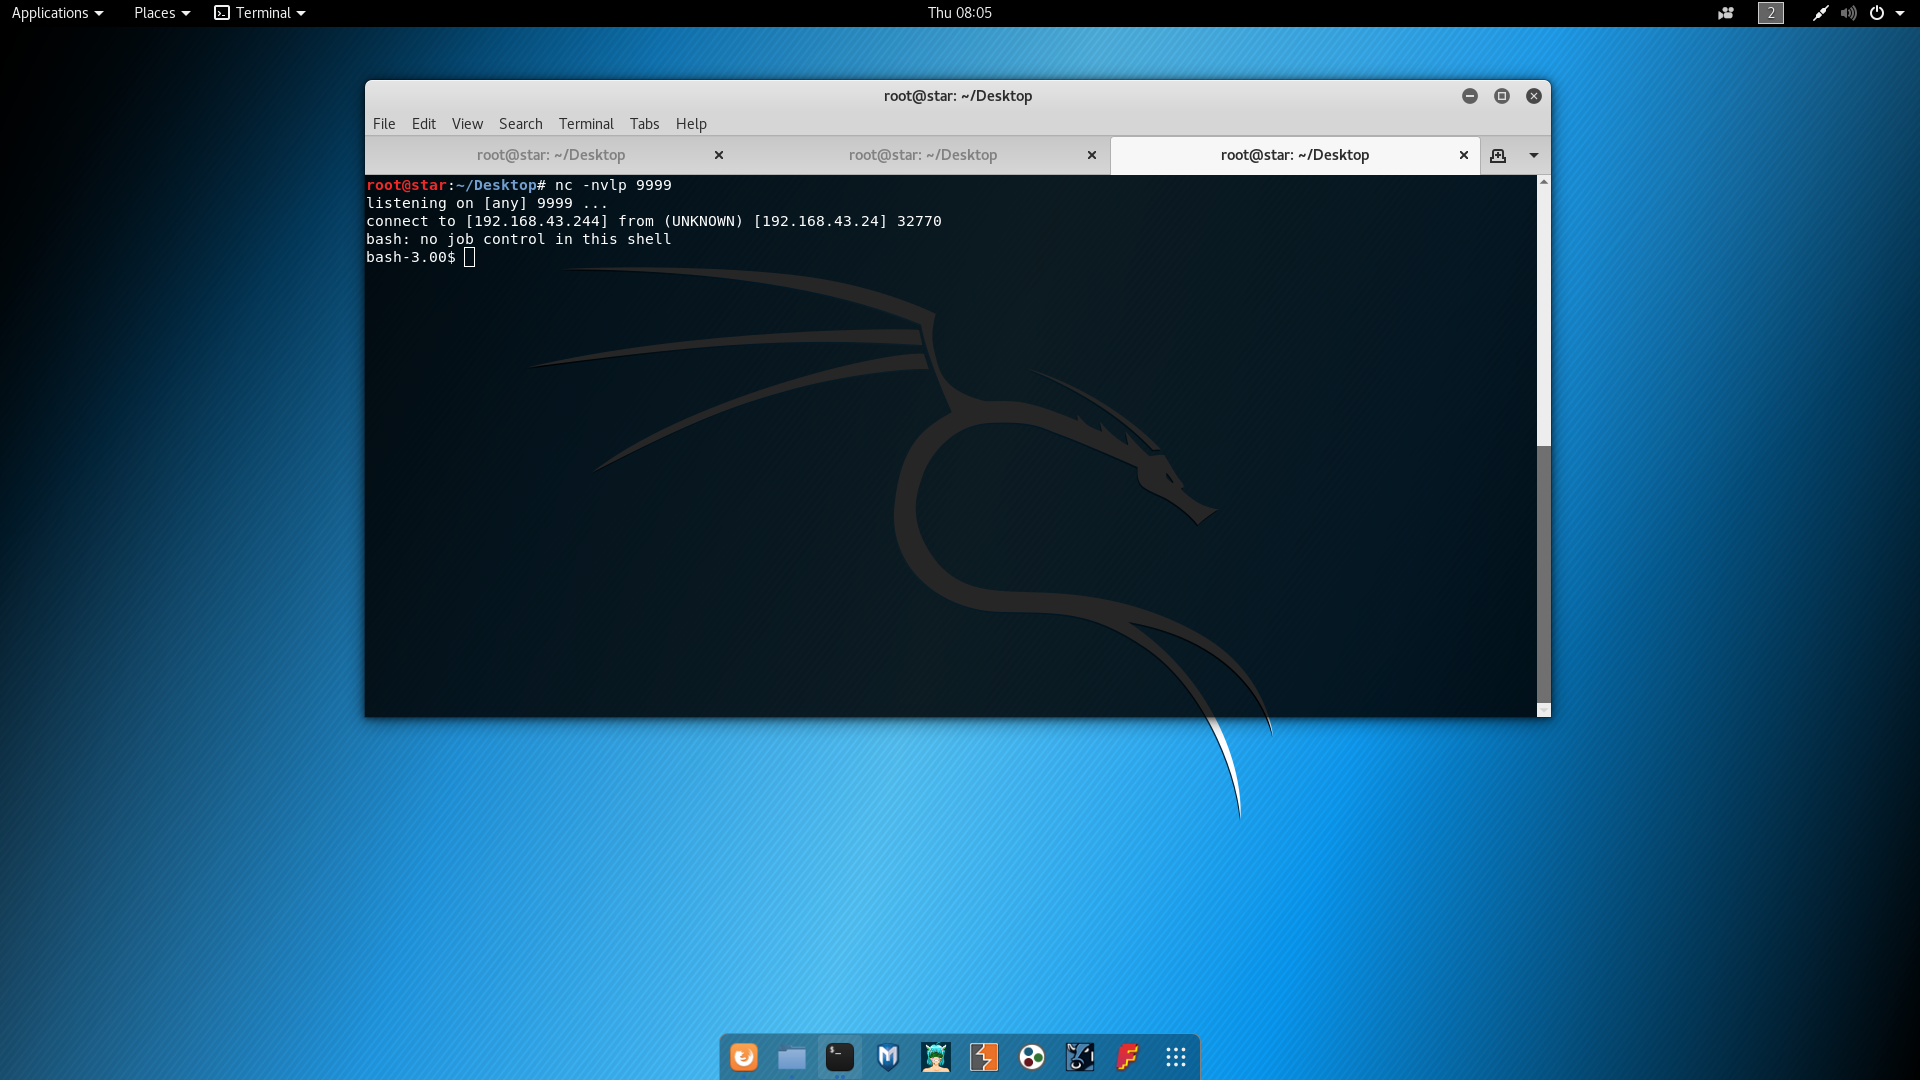 Applications Places Terminal Thu 08:05 2
root@star: ~/Desktop
File Edit View Search Terminal Tabs Help
root@star: ~/Desktop root@star: ~/Desktop root@star: ~/Desktop
root@star:~/Desktop# nc -nvlp 9999
listening on [any] 9999 ...
connect to [192.168.43.244] from (UNKNOWN) [192.168.43.24] 32770
bash: no job control in this shell
bash-3.00$